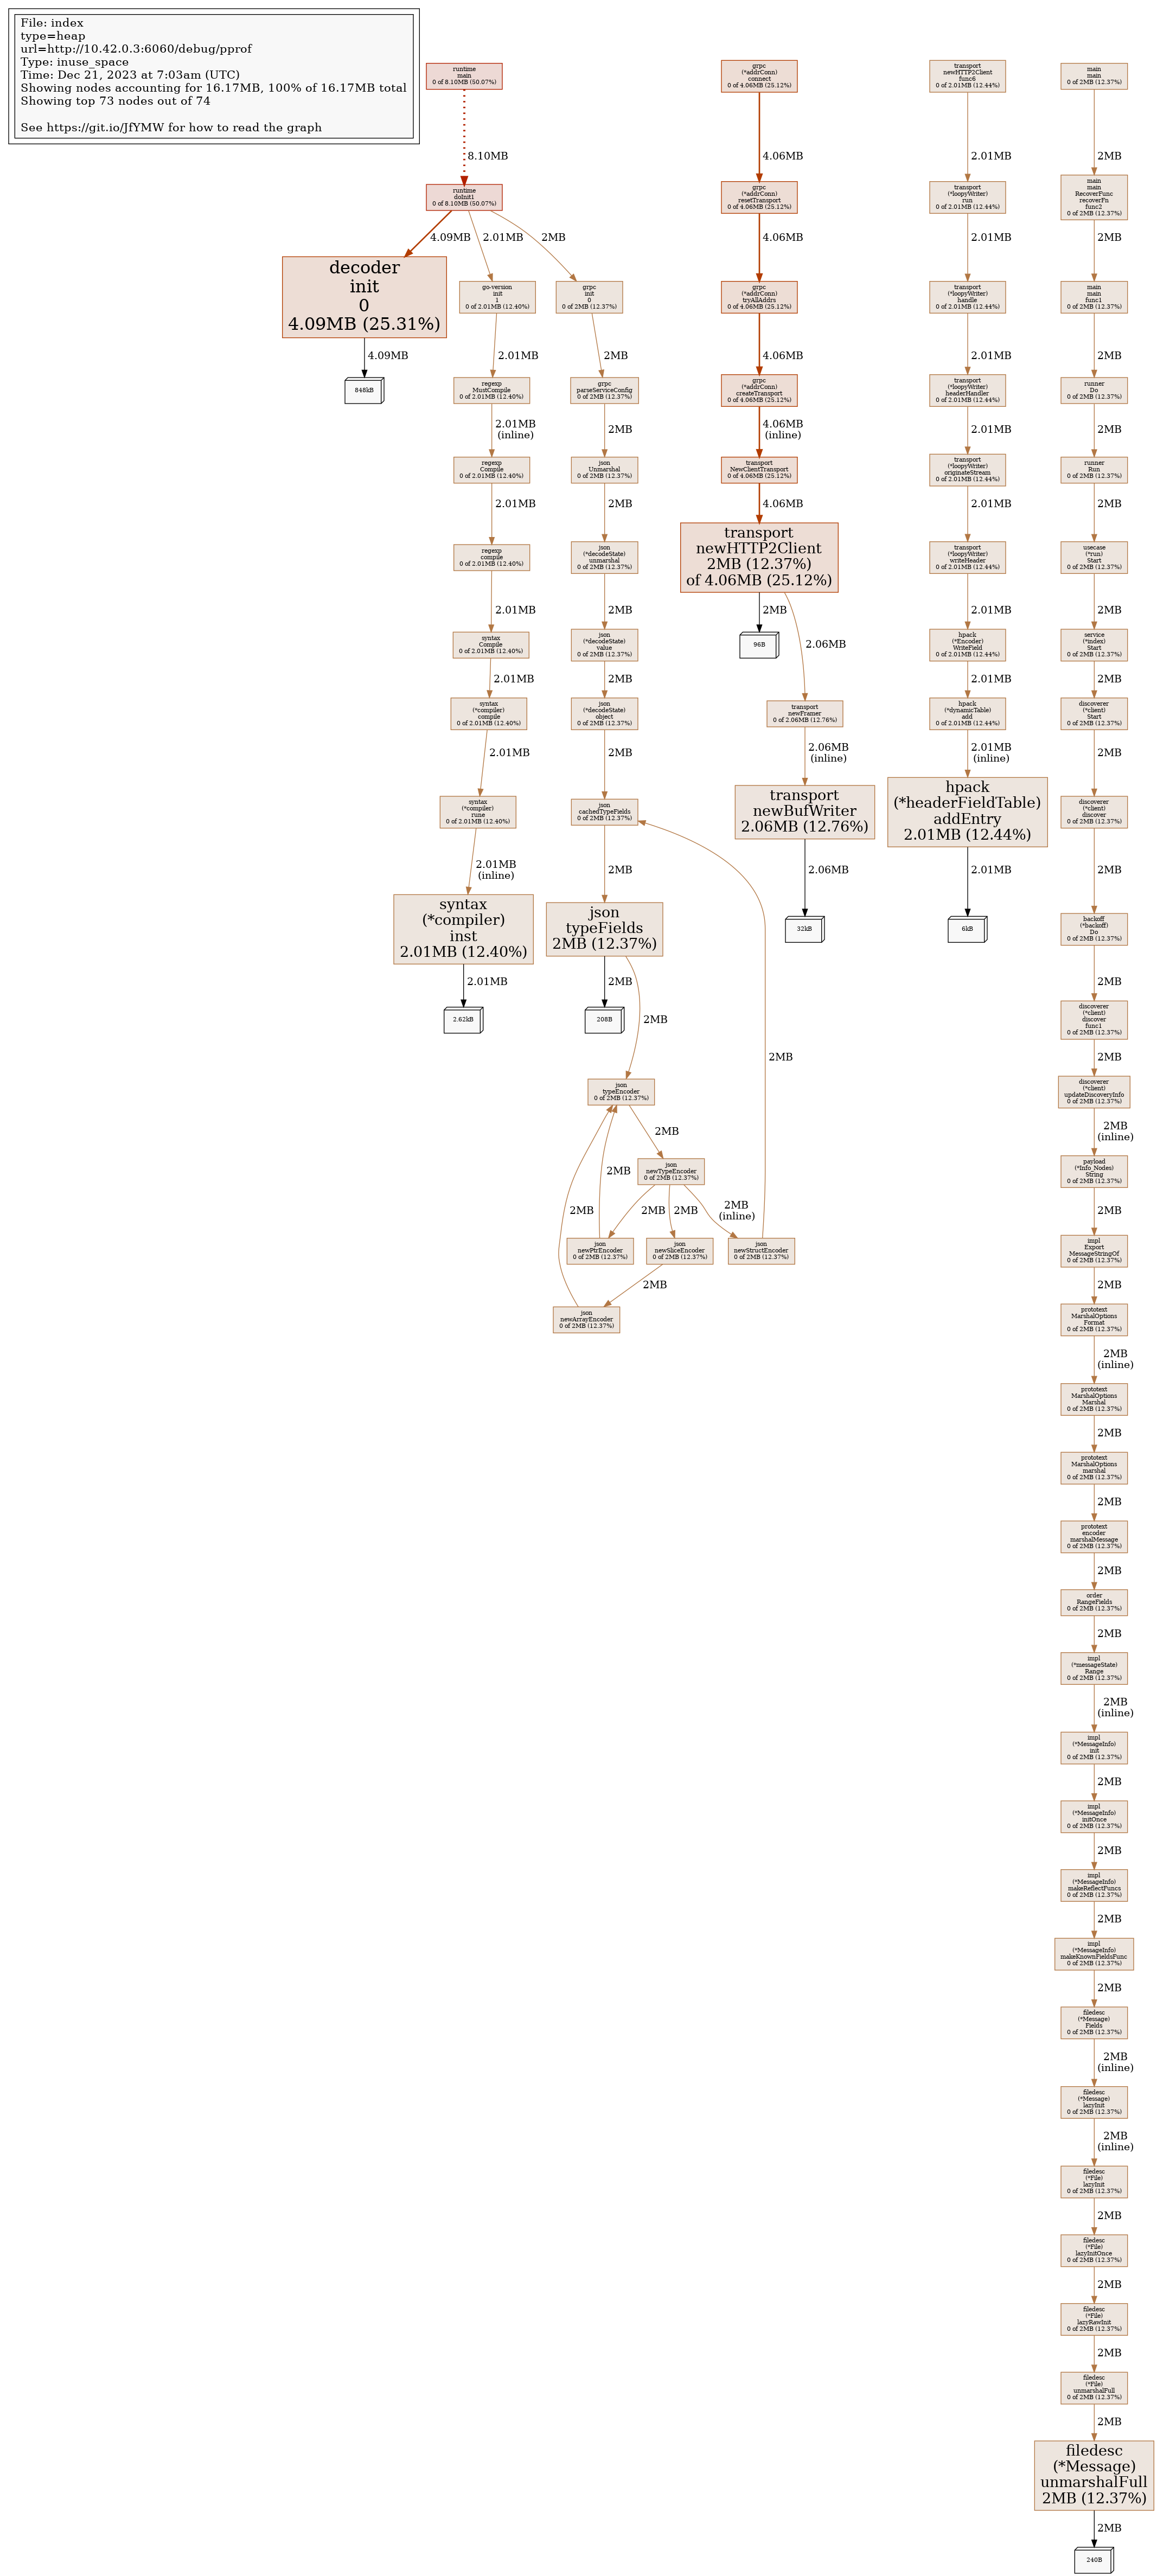 File: index
type=heap
url=http://10.42.0.3:6060/debug/pprof
Type: inuse_space
Time: Dec 21, 2023 at 7:03am (UTC)
Showing nodes accounting for 16.17MB, 100% of 16.17MB total
Showing top 73 nodes out of 74
See https://git.io/JfYMW for how to read the graph
runtime
main
0 of 8.10MB (50.07%)
8.10MB
runtime
doInit1
0 of 8.10MB (50.07%)
4.09MB
2.01MB
2MB
decoder
init
0
4.09MB (25.31%)
4.09MB
848kB
go-version
init
1
0 of 2.01MB (12.40%)
2.01MB
regexp
MustCompile
0 of 2.01MB (12.40%)
2.01MB
(inline)
regexp
Compile
0 of 2.01MB (12.40%)
2.01MB
regexp
compile
0 of 2.01MB (12.40%)
2.01MB
syntax
Compile
0 of 2.01MB (12.40%)
2.01MB
syntax
(*compiler)
compile
0 of 2.01MB (12.40%)
2.01MB
syntax
(*compiler)
rune
0 of 2.01MB (12.40%)
2.01MB
(inline)
syntax
(*compiler)
inst
2.01MB (12.40%)
2.01MB
2.62kB
grpc
init
0
0 of 2MB (12.37%)
2MB
grpc
parseServiceConfig
0 of 2MB (12.37%)
2MB
json
Unmarshal
0 of 2MB (12.37%)
2MB
json
(*decodeState)
unmarshal
0 of 2MB (12.37%)
2MB
json
(*decodeState)
value
0 of 2MB (12.37%)
2MB
json
(*decodeState)
object
0 of 2MB (12.37%)
2MB
json
cachedTypeFields
0 of 2MB (12.37%)
2MB
json
typeFields
2MB (12.37%)
2MB
208B
2MB
json
typeEncoder
0 of 2MB (12.37%)
2MB
json
newTypeEncoder
0 of 2MB (12.37%)
2MB
2MB
2MB
(inline)
json
newPtrEncoder
0 of 2MB (12.37%)
2MB
json
newSliceEncoder
0 of 2MB (12.37%)
2MB
json
newStructEncoder
0 of 2MB (12.37%)
2MB
json
newArrayEncoder
0 of 2MB (12.37%)
2MB
grpc
(*addrConn)
connect
0 of 4.06MB (25.12%)
4.06MB
grpc
(*addrConn)
resetTransport
0 of 4.06MB (25.12%)
4.06MB
grpc
(*addrConn)
tryAllAddrs
0 of 4.06MB (25.12%)
4.06MB
grpc
(*addrConn)
createTransport
0 of 4.06MB (25.12%)
4.06MB
(inline)
transport
NewClientTransport
0 of 4.06MB (25.12%)
4.06MB
transport
newHTTP2Client
2MB (12.37%)
of 4.06MB (25.12%)
2MB
96B
2.06MB
transport
newFramer
0 of 2.06MB (12.76%)
2.06MB
(inline)
transport
newBufWriter
2.06MB (12.76%)
2.06MB
32kB
transport
newHTTP2Client
func6
0 of 2.01MB (12.44%)
2.01MB
transport
(*loopyWriter)
run
0 of 2.01MB (12.44%)
2.01MB
transport
(*loopyWriter)
handle
0 of 2.01MB (12.44%)
2.01MB
transport
(*loopyWriter)
headerHandler
0 of 2.01MB (12.44%)
2.01MB
transport
(*loopyWriter)
originateStream
0 of 2.01MB (12.44%)
2.01MB
transport
(*loopyWriter)
writeHeader
0 of 2.01MB (12.44%)
2.01MB
hpack
(*Encoder)
WriteField
0 of 2.01MB (12.44%)
2.01MB
hpack
(*dynamicTable)
add
0 of 2.01MB (12.44%)
2.01MB
(inline)
hpack
(*headerFieldTable)
addEntry
2.01MB (12.44%)
2.01MB
6kB
main
main
0 of 2MB (12.37%)
2MB
main
main
RecoverFunc
recoverFn
func2
0 of 2MB (12.37%)
2MB
main
main
func1
0 of 2MB (12.37%)
2MB
runner
Do
0 of 2MB (12.37%)
2MB
runner
Run
0 of 2MB (12.37%)
2MB
usecase
(*run)
Start
0 of 2MB (12.37%)
2MB
service
(*index)
Start
0 of 2MB (12.37%)
2MB
discoverer
(*client)
Start
0 of 2MB (12.37%)
2MB
discoverer
(*client)
discover
0 of 2MB (12.37%)
2MB
backoff
(*backoff)
Do
0 of 2MB (12.37%)
2MB
discoverer
(*client)
discover
func1
0 of 2MB (12.37%)
2MB
discoverer
(*client)
updateDiscoveryInfo
0 of 2MB (12.37%)
2MB
(inline)
payload
(*Info_Nodes)
String
0 of 2MB (12.37%)
2MB
impl
Export
MessageStringOf
0 of 2MB (12.37%)
2MB
prototext
MarshalOptions
Format
0 of 2MB (12.37%)
2MB
(inline)
prototext
MarshalOptions
Marshal
0 of 2MB (12.37%)
2MB
prototext
MarshalOptions
marshal
0 of 2MB (12.37%)
2MB
prototext
encoder
marshalMessage
0 of 2MB (12.37%)
2MB
order
RangeFields
0 of 2MB (12.37%)
2MB
impl
(*messageState)
Range
0 of 2MB (12.37%)
2MB
(inline)
impl
(*MessageInfo)
init
0 of 2MB (12.37%)
2MB
impl
(*MessageInfo)
initOnce
0 of 2MB (12.37%)
2MB
impl
(*MessageInfo)
makeReflectFuncs
0 of 2MB (12.37%)
2MB
impl
(*MessageInfo)
makeKnownFieldsFunc
0 of 2MB (12.37%)
2MB
filedesc
(*Message)
Fields
0 of 2MB (12.37%)
2MB
(inline)
filedesc
(*Message)
lazyInit
0 of 2MB (12.37%)
2MB
(inline)
filedesc
(*File)
lazyInit
0 of 2MB (12.37%)
2MB
filedesc
(*File)
lazyInitOnce
0 of 2MB (12.37%)
2MB
filedesc
(*File)
lazyRawInit
0 of 2MB (12.37%)
2MB
filedesc
(*File)
unmarshalFull
0 of 2MB (12.37%)
2MB
filedesc
(*Message)
unmarshalFull
2MB (12.37%)
2MB
240B